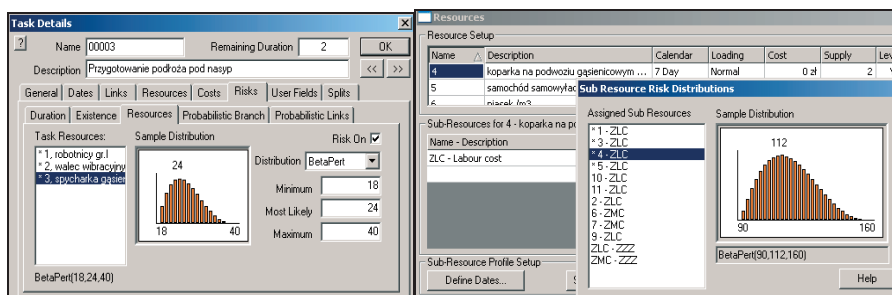 Task Details
Name 00003 Remaining Duration 2 OK
Description Przygotowanie podłoża pod nasyp << >>
General Dates Links Resources Costs Risks User Fields Splits
Duration Existence Resources Probabilistic Branch Probabilistic Links
Task Resources: Sample Distribution Risk On
* 1, robotnicy gr.I
* 2, walec wibracyjny
* 3, spycharka gąsier
24
18 40
Distribution BetaPert
Minimum 18
Most Likely 24
Maximum 40
BetaPert(18,24,40)
Resources
Resource Setup
Name Description Calendar Loading Cost Supply Lev
4 koparka na podwoziu gąsienicowym ... 7 Day Normal 0 zł 2
5 samochód samowyład
6 piasek /m3
Sub-Resources for 4 - koparka na po
Name - Description
ZLC - Labour cost
Sub-Resource Profile Setup
Define Dates...
Sub Resource Risk Distributions
Assigned Sub Resources Sample Distribution
* 1 - ZLC
* 3 - ZLC
* 4 - ZLC
* 5 - ZLC
10 - ZLC
11 - ZLC
2 - ZLC
6 - ZMC
7 - ZMC
9 - ZLC
ZLC - ZZZ
ZMC - ZZZ
112
90 160
BetaPert(90,112,160)
Help